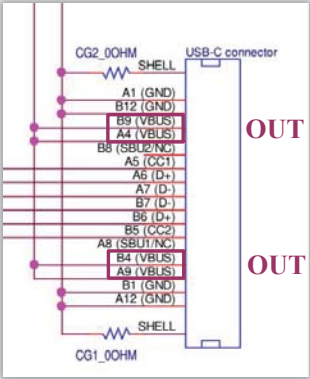 CG2_0OHM
USB-C connector
SHELL
A1 (GND)
B12 (GND)
B9 (VBUS)
OUT
A4 (VBUS)
B8 (SBU2/NC)
A5 (CC1)
A6 (D+)
A7 (D-)
B7 (D-)
B6 (D+)
B5 (CC2)
A8 (SBU1/NC)
B4 (VBUS)
OUT
A9 (VBUS)
B1 (GND)
A12 (GND)
SHELL
CG1_0OHM